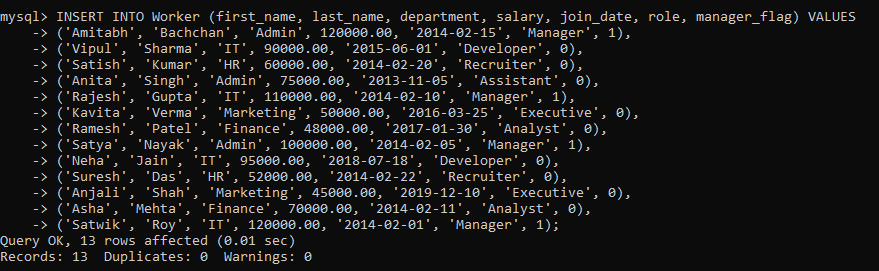 mysql> INSERT INTO Worker (first_name, last_name, department, salary, join_date, role, manager_flag) VALUES
    -> ('Amitabh', 'Bachchan', 'Admin', 120000.00, '2014-02-15', 'Manager', 1),
    -> ('Vipul', 'Sharma', 'IT', 90000.00, '2015-06-01', 'Developer', 0),
    -> ('Satish', 'Kumar', 'HR', 60000.00, '2014-02-20', 'Recruiter', 0),
    -> ('Anita', 'Singh', 'Admin', 75000.00, '2013-11-05', 'Assistant', 0),
    -> ('Rajesh', 'Gupta', 'IT', 110000.00, '2014-02-10', 'Manager', 1),
    -> ('Kavita', 'Verma', 'Marketing', 50000.00, '2016-03-25', 'Executive', 0),
    -> ('Ramesh', 'Patel', 'Finance', 48000.00, '2017-01-30', 'Analyst', 0),
    -> ('Satya', 'Nayak', 'Admin', 100000.00, '2014-02-05', 'Manager', 1),
    -> ('Neha', 'Jain', 'IT', 95000.00, '2018-07-18', 'Developer', 0),
    -> ('Suresh', 'Das', 'HR', 52000.00, '2014-02-22', 'Recruiter', 0),
    -> ('Anjali', 'Shah', 'Marketing', 45000.00, '2019-12-10', 'Executive', 0),
    -> ('Asha', 'Mehta', 'Finance', 70000.00, '2014-02-11', 'Analyst', 0),
    -> ('Satwik', 'Roy', 'IT', 120000.00, '2014-02-01', 'Manager', 1);
Query OK, 13 rows affected (0.01 sec)
Records: 13  Duplicates: 0  Warnings: 0